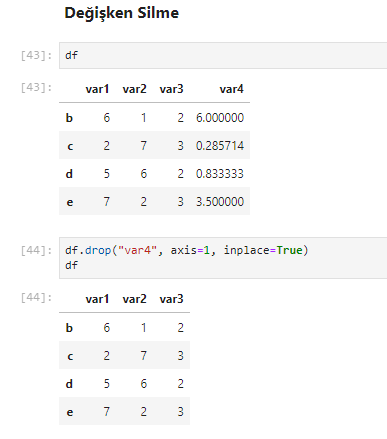 Değişken Silme
[43]: df
[43]: var1 var2 var3 var4
b 6 1 2 6.000000
c 2 7 3 0.285714
d 5 6 2 0.833333
e 7 2 3 3.500000
[44]: df.drop("var4", axis=1, inplace=True)
df
[44]: var1 var2 var3
b 6 1 2
c 2 7 3
d 5 6 2
e 7 2 3